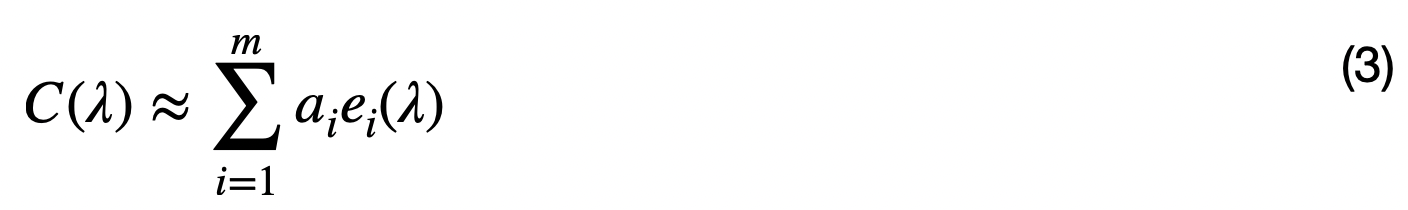 C(λ) ≈ ∑_{i=1}^{m} a_i e_i(λ) (3)